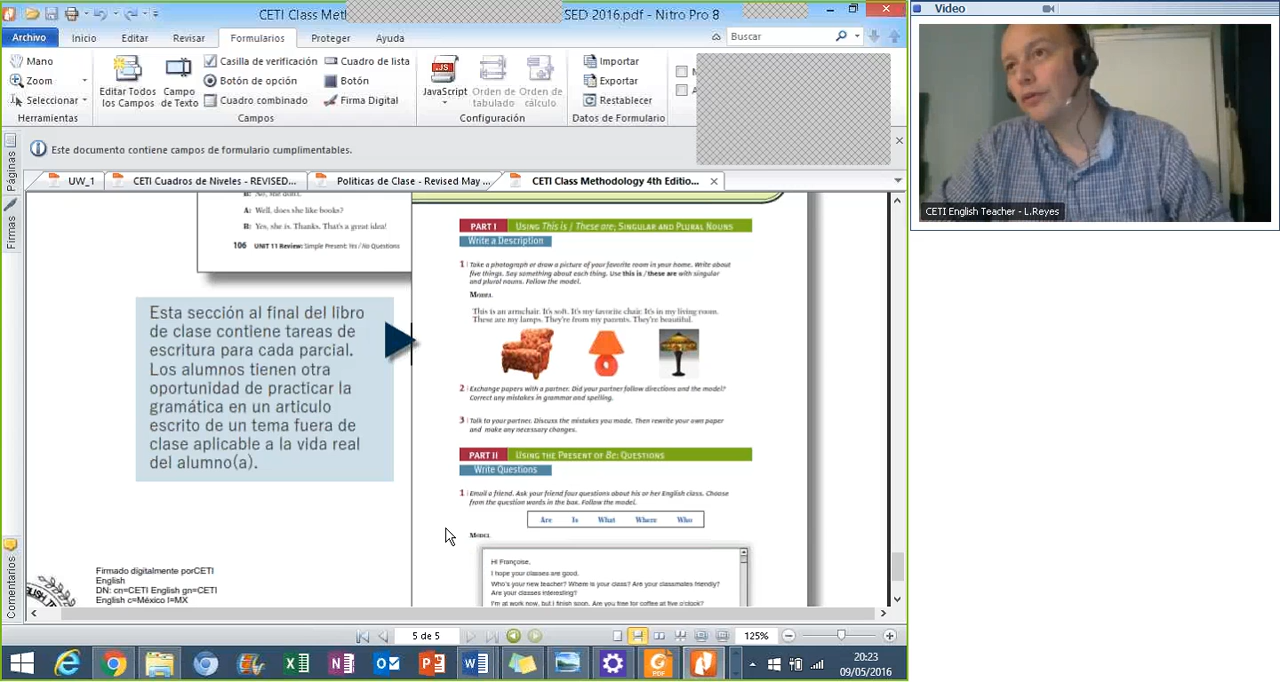 CETI Class Met
SED 2016.pdf - Nitro Pro 8
Archivo
Inicio
Editar
Revisar
Formularios
Proteger
Ayuda
Buscar
Mano
Zoom
Seleccionar
Herramientas
Editar Todos
los Campos
Campo
de Texto
Casilla de verificación
Botón de opción
Cuadro combinado
Cuadro de lista
Botón
Firma Digital
Campos
JS
JavaScript
Orden de
tabulado
Orden de
cálculo
Configuración
Importar
Exportar
Restablecer
Datos de Formulario
Este documento contiene campos de formulario cumplimentables.
UW_1
CETI Cuadros de Niveles - REVISED...
Politicas de Clase - Revised May ...
CETI Class Methodology 4th Editio...
Páginas
Firmas
Comentarios
B: No, she don't.
A: Well, does she like books?
B: Yes, she is. Thanks. That's a great idea!
106 UNIT 11 Review: Simple Present: Yes / No Questions
Esta sección al final del libro
de clase contiene tareas de
escritura para cada parcial.
Los alumnos tienen otra
oportunidad de practicar la
gramática en un articulo
escrito de un tema fuera de
clase aplicable a la vida real
del alumno(a).
Firmado digitalmente porCETI
English
DN: cn=CETI English gn=CETI
English c=México l=MX
PART I USING This is / These are; SINGULAR AND PLURAL NOUNS
Write a Description
1 Take a photograph or draw a picture of your favorite room in your home. Write about
five things. Say something about each thing. Use this is / these are with singular
and plural nouns. Follow the model.
MODEL
This is an armchair. It's soft. It's my favorite chair. It's in my living room.
These are my lamps. They're from my parents. They're beautiful.
2 Exchange papers with a partner. Did your partner follow directions and the model?
Correct any mistakes in grammar and spelling.
3 Talk to your partner. Discuss the mistakes you made. Then rewrite your own paper
and make any necessary changes.
PART II USING THE PRESENT OF Be: QUESTIONS
Write Questions
1 Email a friend. Ask your friend four questions about his or her English class. Choose
from the question words in the box. Follow the model.
Are Is What Where Who
MODEL
Hi Françoise,
I hope your classes are good.
Who's your new teacher? Where is your class? Are your classmates friendly?
Are your classes interesting?
I'm at work now, but I finish soon. Are you free for coffee at five o'clock?
5 de 5
125%
20:23
09/05/2016
Video
CETI English Teacher - L.Reyes